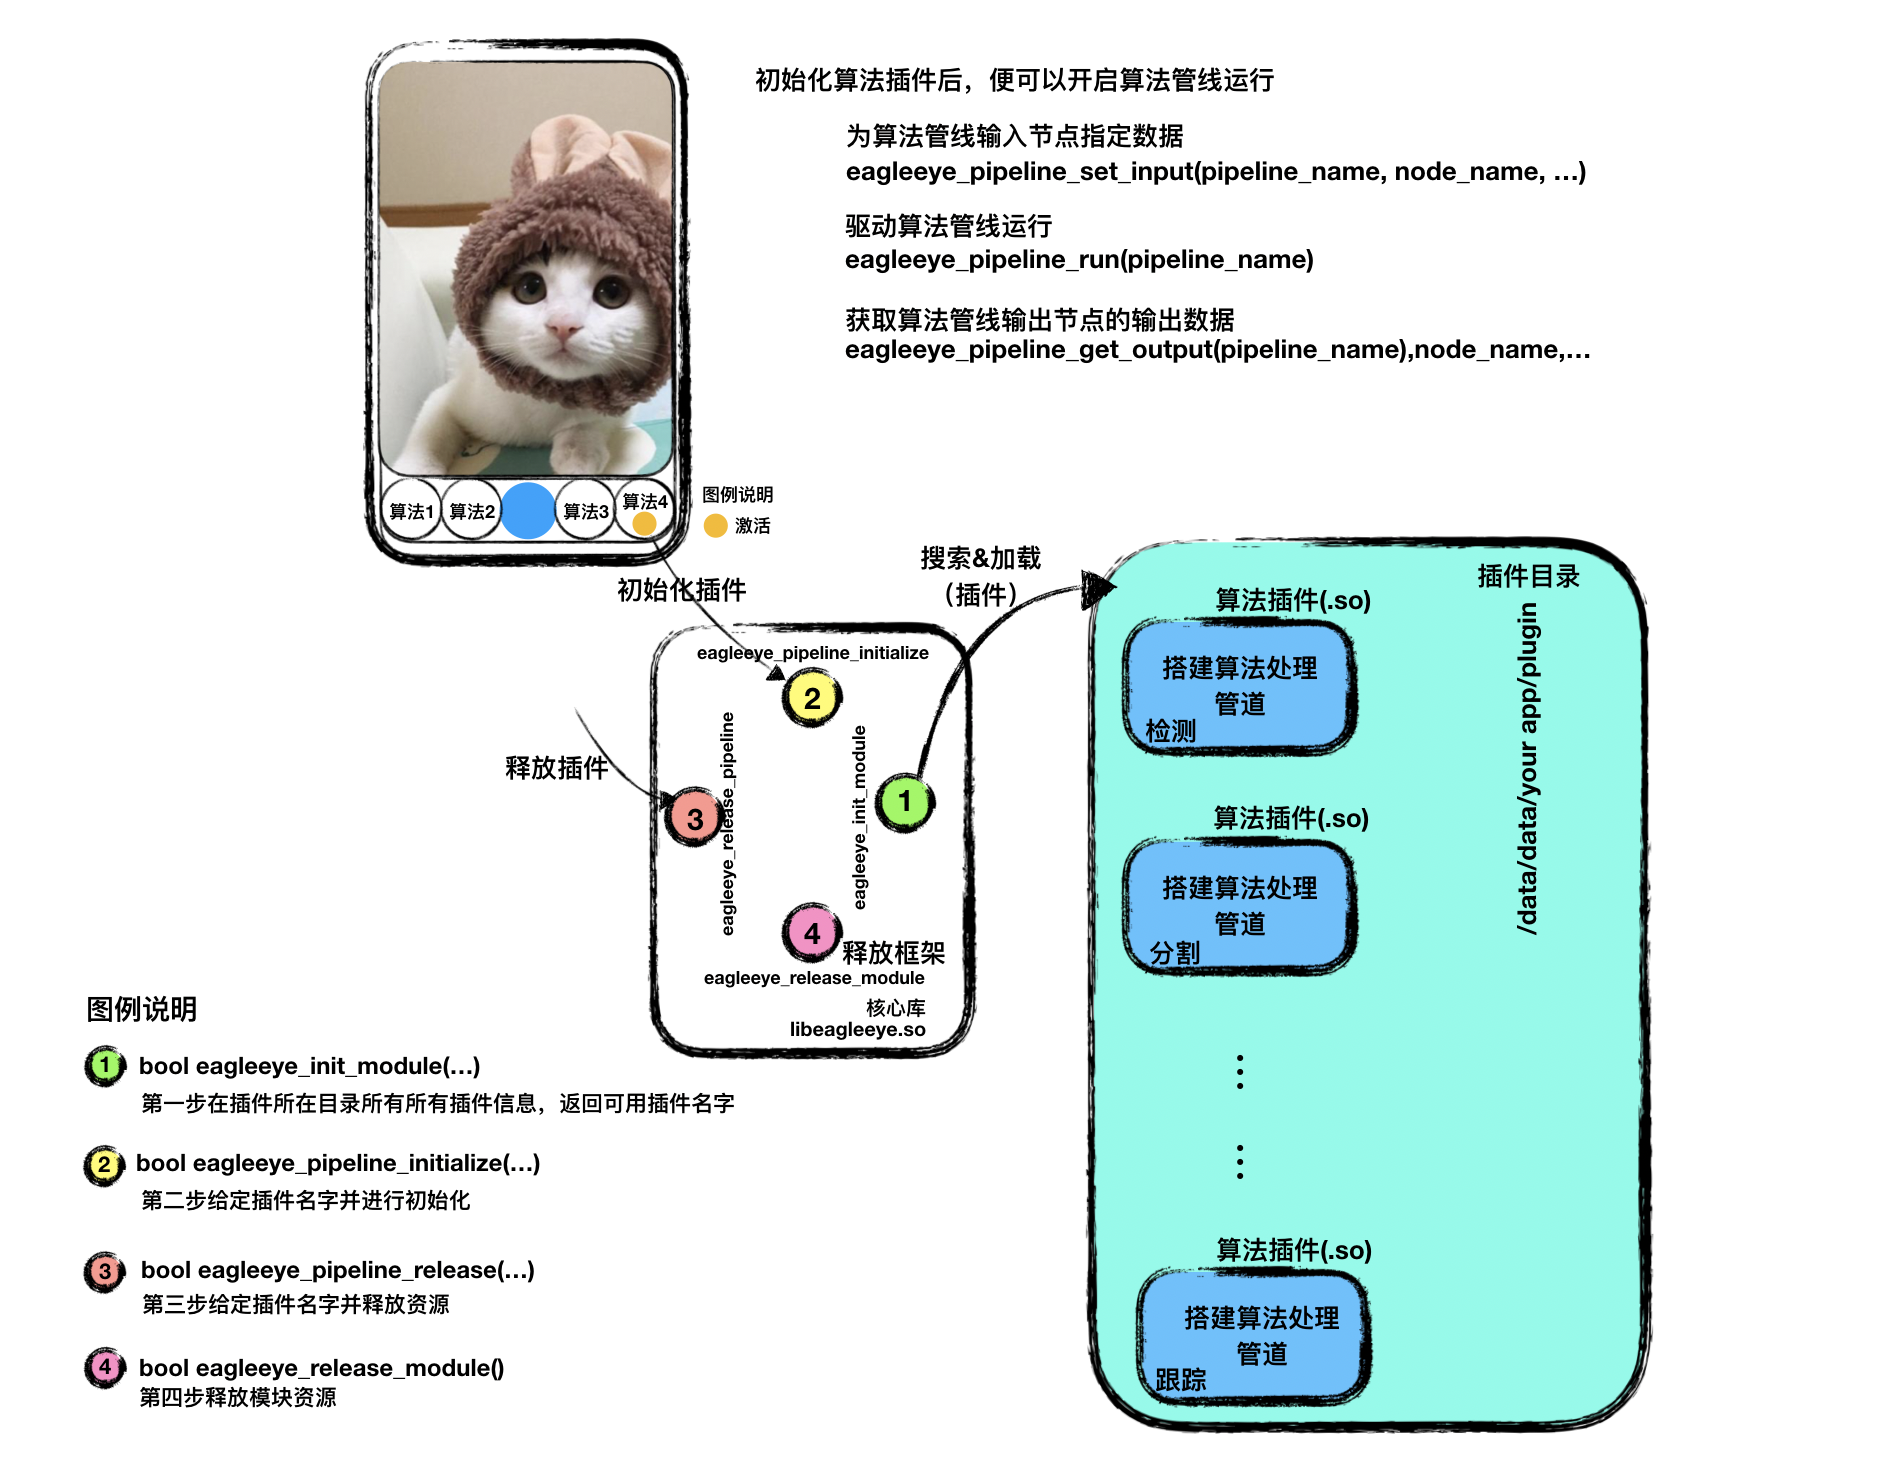 初始化算法插件后，便可以开启算法管线运行
为算法管线输入节点指定数据
eagleeye_pipeline_set_input(pipeline_name, node_name, …)
驱动算法管线运行
eagleeye_pipeline_run(pipeline_name)
获取算法管线输出节点的输出数据
eagleeye_pipeline_get_output(pipeline_name),node_name,…
算法1
算法2
算法3
算法4
图例说明
激活
初始化插件
搜索&加载
（插件）
eagleeye_pipeline_initialize
2
释放插件
3
eagleeye_release_pipeline
eagleeye_init_module
1
4
释放框架
eagleeye_release_module
核心库
libeagleeye.so
插件目录
/data/data/your app/plugin
算法插件(.so)
搭建算法处理
管道
检测
算法插件(.so)
搭建算法处理
管道
分割
⋮
⋮
算法插件(.so)
搭建算法处理
管道
跟踪
图例说明
1 bool eagleeye_init_module(…)
第一步在插件所在目录所有所有插件信息，返回可用插件名字
2 bool eagleeye_pipeline_initialize(…)
第二步给定插件名字并进行初始化
3 bool eagleeye_pipeline_release(…)
第三步给定插件名字并释放资源
4 bool eagleeye_release_module()
第四步释放模块资源